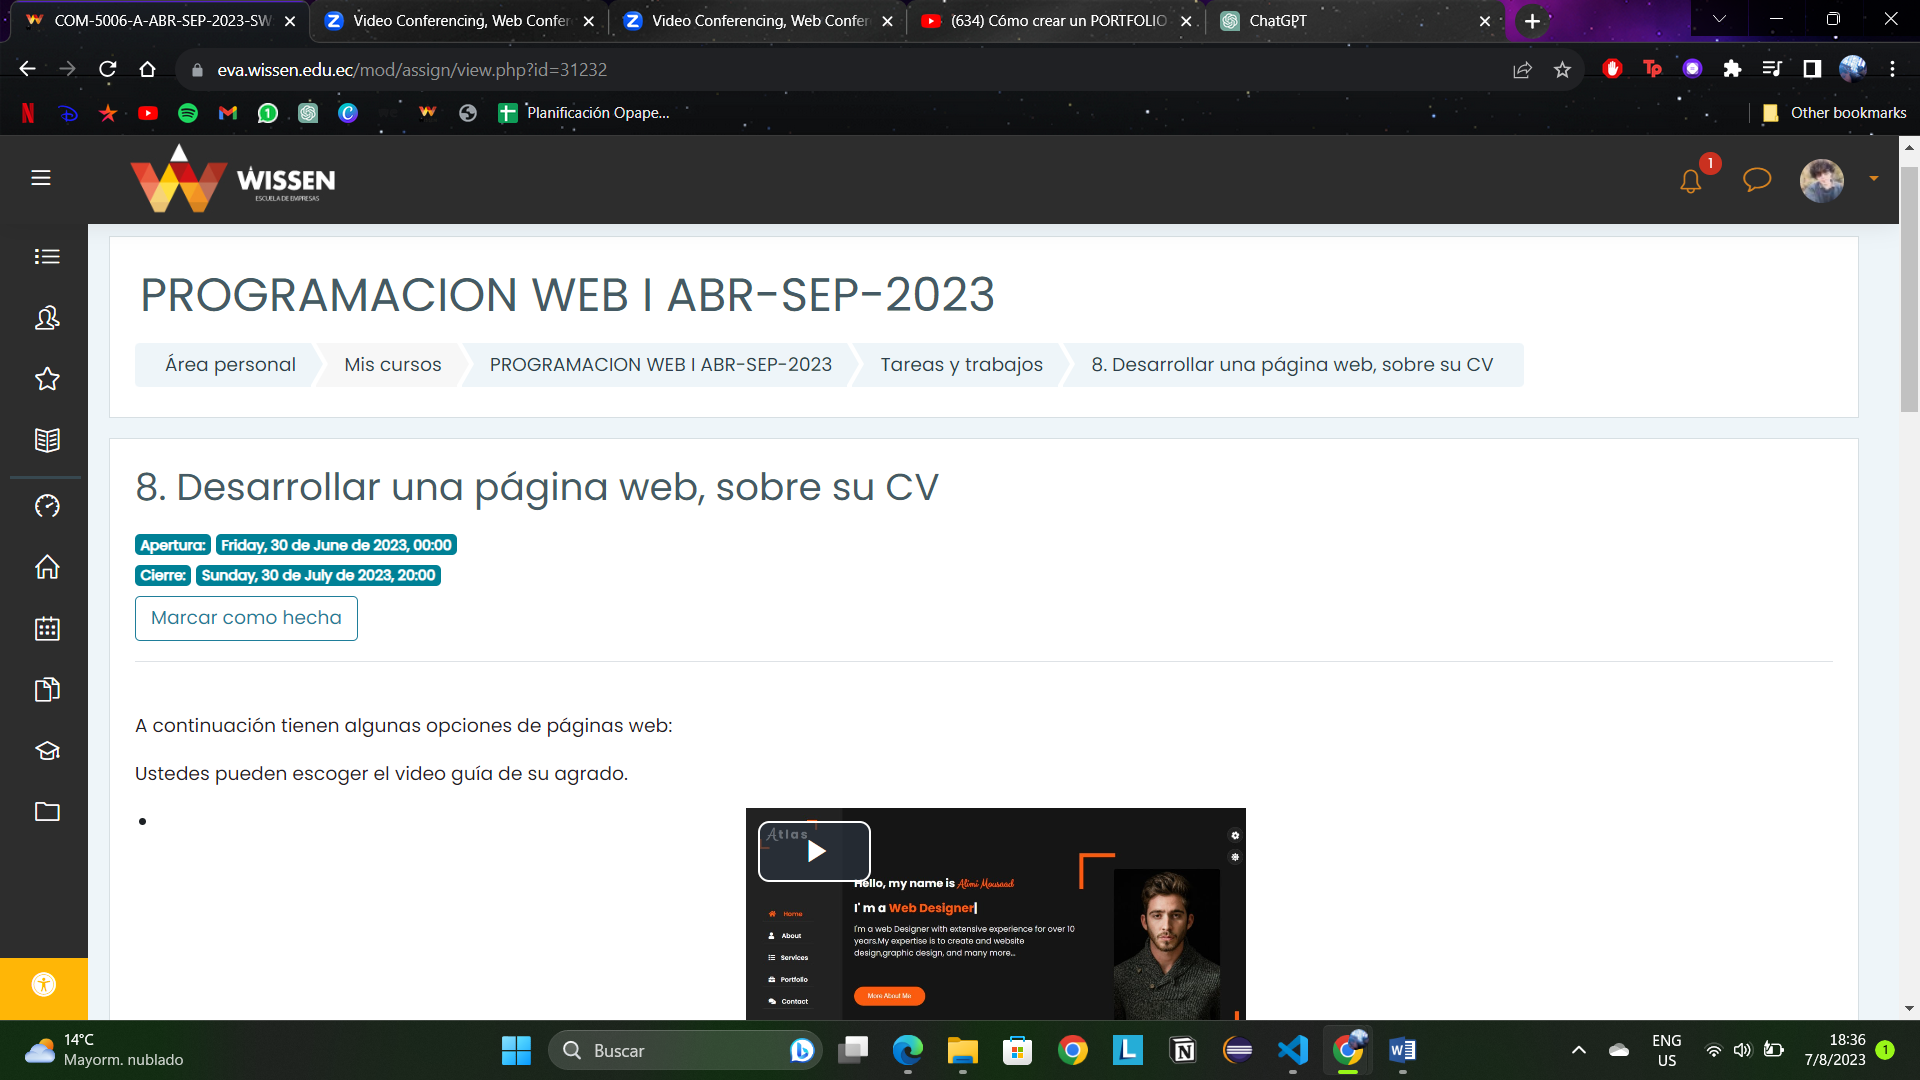 COM-5006-A-ABR-SEP-2023-SW
Video Conferencing, Web Confer
Video Conferencing, Web Confer
(634) Cómo crear un PORTFOLIO
ChatGPT
eva.wissen.edu.ec/mod/assign/view.php?id=31232
Planificación Opape...
Other bookmarks
WISSEN
ESCUELA DE EMPRESAS
1
PROGRAMACION WEB I ABR-SEP-2023
Área personal
Mis cursos
PROGRAMACION WEB I ABR-SEP-2023
Tareas y trabajos
8. Desarrollar una página web, sobre su CV
8. Desarrollar una página web, sobre su CV
Apertura: Friday, 30 de June de 2023, 00:00
Cierre: Sunday, 30 de July de 2023, 20:00
Marcar como hecha
A continuación tienen algunas opciones de páginas web:
Ustedes pueden escoger el video guía de su agrado.
Atlas
Hello, my name is Alimi Mousaad
I' m a Web Designer|
I'm a web Designer with extensive experience for over 10
years.My expertise is to create and website
design,graphic design, and many more...
More About Me
Home
About
Services
Portfolio
Contact
14°C
Mayorm. nublado
Buscar
ENG
US
18:36
7/8/2023
1